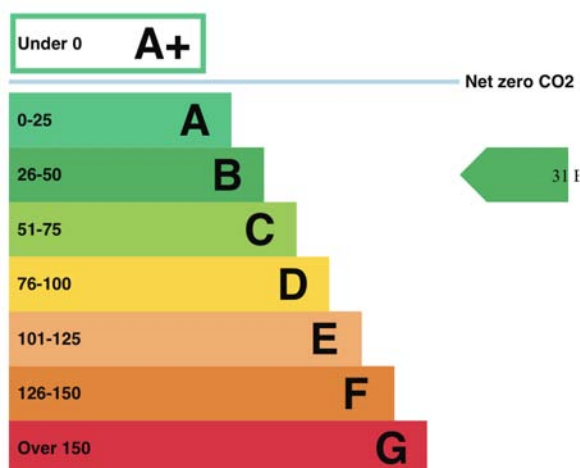 Under 0 A+
Net zero CO2
0-25 A
26-50 B
31
51-75 C
76-100 D
101-125 E
126-150 F
Over 150 G